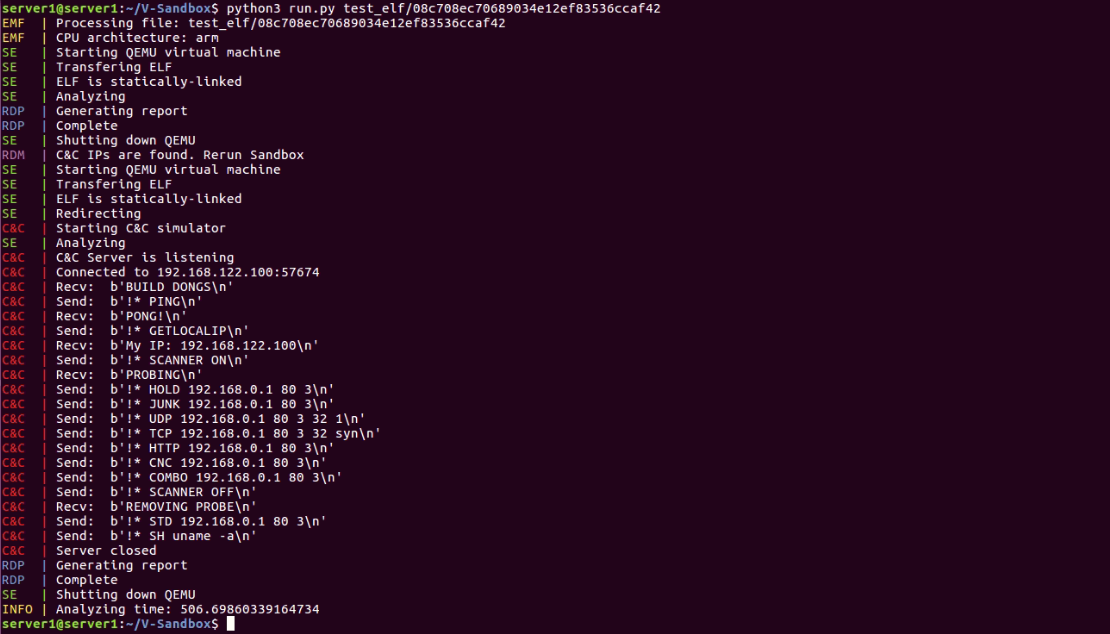 server1@server1:~/V-Sandbox$ python3 run.py test_elf/08c708ec70689034e12ef83536ccaf42
EMF | Processing file: test_elf/08c708ec70689034e12ef83536ccaf42
EMF | CPU architecture: arm
SE | Starting QEMU virtual machine
SE | Transfering ELF
SE | ELF is statically-linked
SE | Analyzing
RDP | Generating report
RDP | Complete
SE | Shutting down QEMU
RDM | C&C IPs are found. Rerun Sandbox
SE | Starting QEMU virtual machine
SE | Transfering ELF
SE | ELF is statically-linked
SE | Redirecting
C&C | Starting C&C simulator
SE | Analyzing
C&C | C&C Server is listening
C&C | Connected to 192.168.122.100:57674
C&C | Recv: b'BUILD DONGS\n'
C&C | Send: b'!* PING\n'
C&C | Recv: b'PONG!\n'
C&C | Send: b'!* GETLOCALIP\n'
C&C | Recv: b'My IP: 192.168.122.100\n'
C&C | Send: b'!* SCANNER ON\n'
C&C | Recv: b'PROBING\n'
C&C | Send: b'!* HOLD 192.168.0.1 80 3\n'
C&C | Send: b'!* JUNK 192.168.0.1 80 3\n'
C&C | Send: b'!* UDP 192.168.0.1 80 3 32 1\n'
C&C | Send: b'!* TCP 192.168.0.1 80 3 32 syn\n'
C&C | Send: b'!* HTTP 192.168.0.1 80 3\n'
C&C | Send: b'!* CNC 192.168.0.1 80 3\n'
C&C | Send: b'!* COMBO 192.168.0.1 80 3\n'
C&C | Send: b'!* SCANNER OFF\n'
C&C | Recv: b'REMOVING PROBE\n'
C&C | Send: b'!* STD 192.168.0.1 80 3\n'
C&C | Send: b'!* SH uname -a\n'
C&C | Server closed
RDP | Generating report
RDP | Complete
SE | Shutting down QEMU
INFO | Analyzing time: 506.69860339164734
server1@server1:~/V-Sandbox$